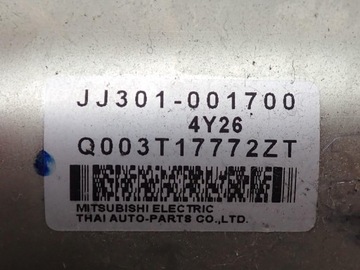 JJ301-001700
4Y26
Q003T17772ZT
MITSUBISHI ELECTRIC
THAI AUTO-PARTS CO.,LTD.